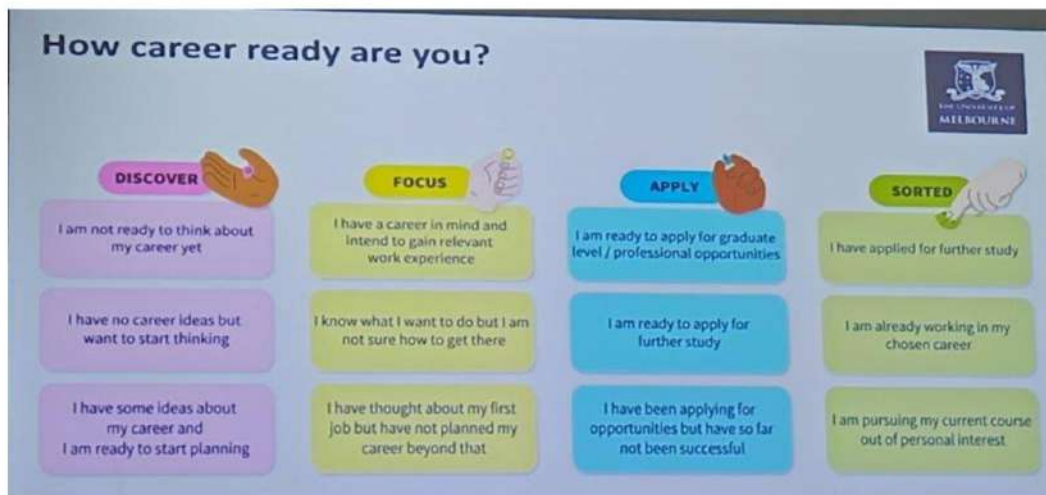 How career ready are you?
THE UNIVERSITY OF
MELBOURNE
DISCOVER
I am not ready to think about
my career yet
I have no career ideas but
want to start thinking
I have some ideas about
my career and
I am ready to start planning
FOCUS
I have a career in mind and
intend to gain relevant
work experience
I know what I want to do but I am
not sure how to get there
I have thought about my first
job but have not planned my
career beyond that
APPLY
I am ready to apply for graduate
level / professional opportunities
I am ready to apply for
further study
I have been applying for
opportunities but have so far
not been successful
SORTED
I have applied for further study
I am already working in my
chosen career
I am pursuing my current course
out of personal interest